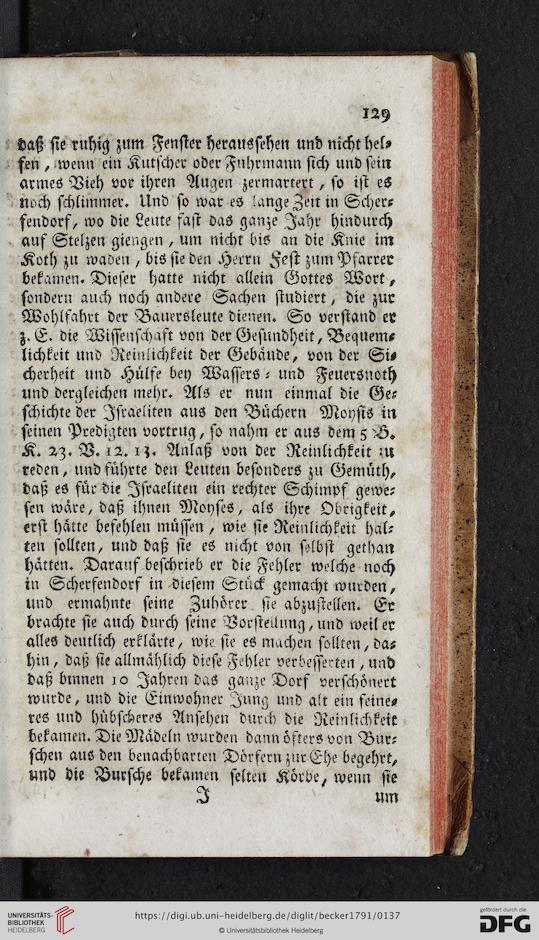 129
daß sie ruhig zum Fenster heraussehen und nicht hel⸗
fen, wenn ein Kutscher oder Fuhrmann sich und sein
armes Vieh vor ihren Augen zermartert, so ist es
noch schlimmer. Und so war es lange Zeit in Scher⸗
fendorf, wo die Leute fast das ganze Jahr hindurch
auf Stelzen giengen, um nicht bis an die Knie im
Koth zu waden, bis sie den Herrn Fest zum Pfarrer
bekamen. Dieser hatte nicht allein Gottes Wort,
sondern auch noch andere Sachen studiert, die zur
Wohlfahrt der Bauersleute dienen. So verstand er
z. E. die Wissenschaft von der Gesundheit, Bequem⸗
lichkeit und Reinlichkeit der Gebäude, von der Si⸗
cherheit und Hülfe bey Wassers⸗ und Feuersnoth
und dergleichen mehr. Als er nun einmal die Ge⸗
schichte der Israeliten aus den Büchern Moysis in
seinen Predigten vortrug, so nahm er aus dem 5 B.
K. 23. V. 12. 13. Anlaß von der Reinlichkeit zu
reden, und führte den Leuten besonders zu Gemüth,
daß es für die Israeliten ein rechter Schimpf gewe⸗
sen wäre, daß ihnen Moyses, als ihre Obrigkeit,
erst hätte befehlen müssen, wie sie Reinlichkeit hal⸗
ten sollten, und daß sie es nicht von selbst gethan
hätten. Darauf beschrieb er die Fehler welche noch
in Scherfendorf in diesem Stück gemacht wurden,
und ermahnte seine Zuhörer sie abzustellen. Er
brachte sie auch durch seine Vorstellung, und weil er
alles deutlich erklärte, wie sie es machen sollten, da⸗
hin, daß sie allmählich diese Fehler verbesserten, und
daß binnen 10 Jahren das ganze Dorf verschönert
wurde, und die Einwohner Jung und alt ein feine⸗
res und hübscheres Ansehen durch die Reinlichkeit
bekamen. Die Mädeln wurden dann öfters von Bur⸗
schen aus den benachbarten Dörfern zur Ehe begehrt,
und die Bursche bekamen selten Körbe, wenn sie
J um
UNIVERSITÄTS-
BIBLIOTHEK
HEIDELBERG
https://digi.ub.uni-heidelberg.de/diglit/becker1791/0137
© Universitätsbibliothek Heidelberg
gefördert durch die
DFG